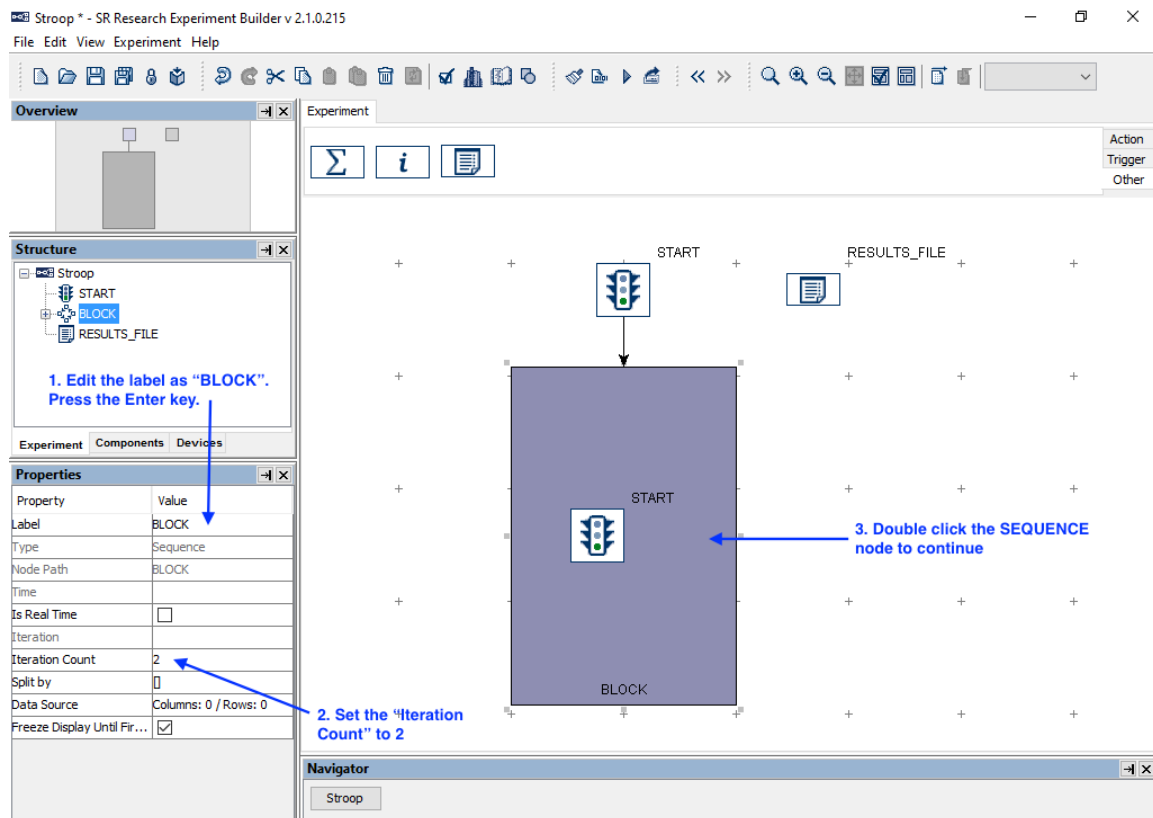 Stroop * - SR Research Experiment Builder v 2.1.0.215
File Edit View Experiment Help
Overview
Experiment
Σ
i
Action
Trigger
Other
Structure
Stroop
START
BLOCK
RESULTS_FILE
1. Edit the label as “BLOCK”.
Press the Enter key.
Experiment Components Devices
Properties
Property Value
Label BLOCK
Type Sequence
Node Path BLOCK
Time
Is Real Time
Iteration
Iteration Count 2
Split by []
Data Source Columns: 0 / Rows: 0
Freeze Display Until Fir...
2. Set the “Iteration
Count” to 2
START
RESULTS_FILE
START
3. Double click the SEQUENCE
node to continue
BLOCK
Navigator
Stroop